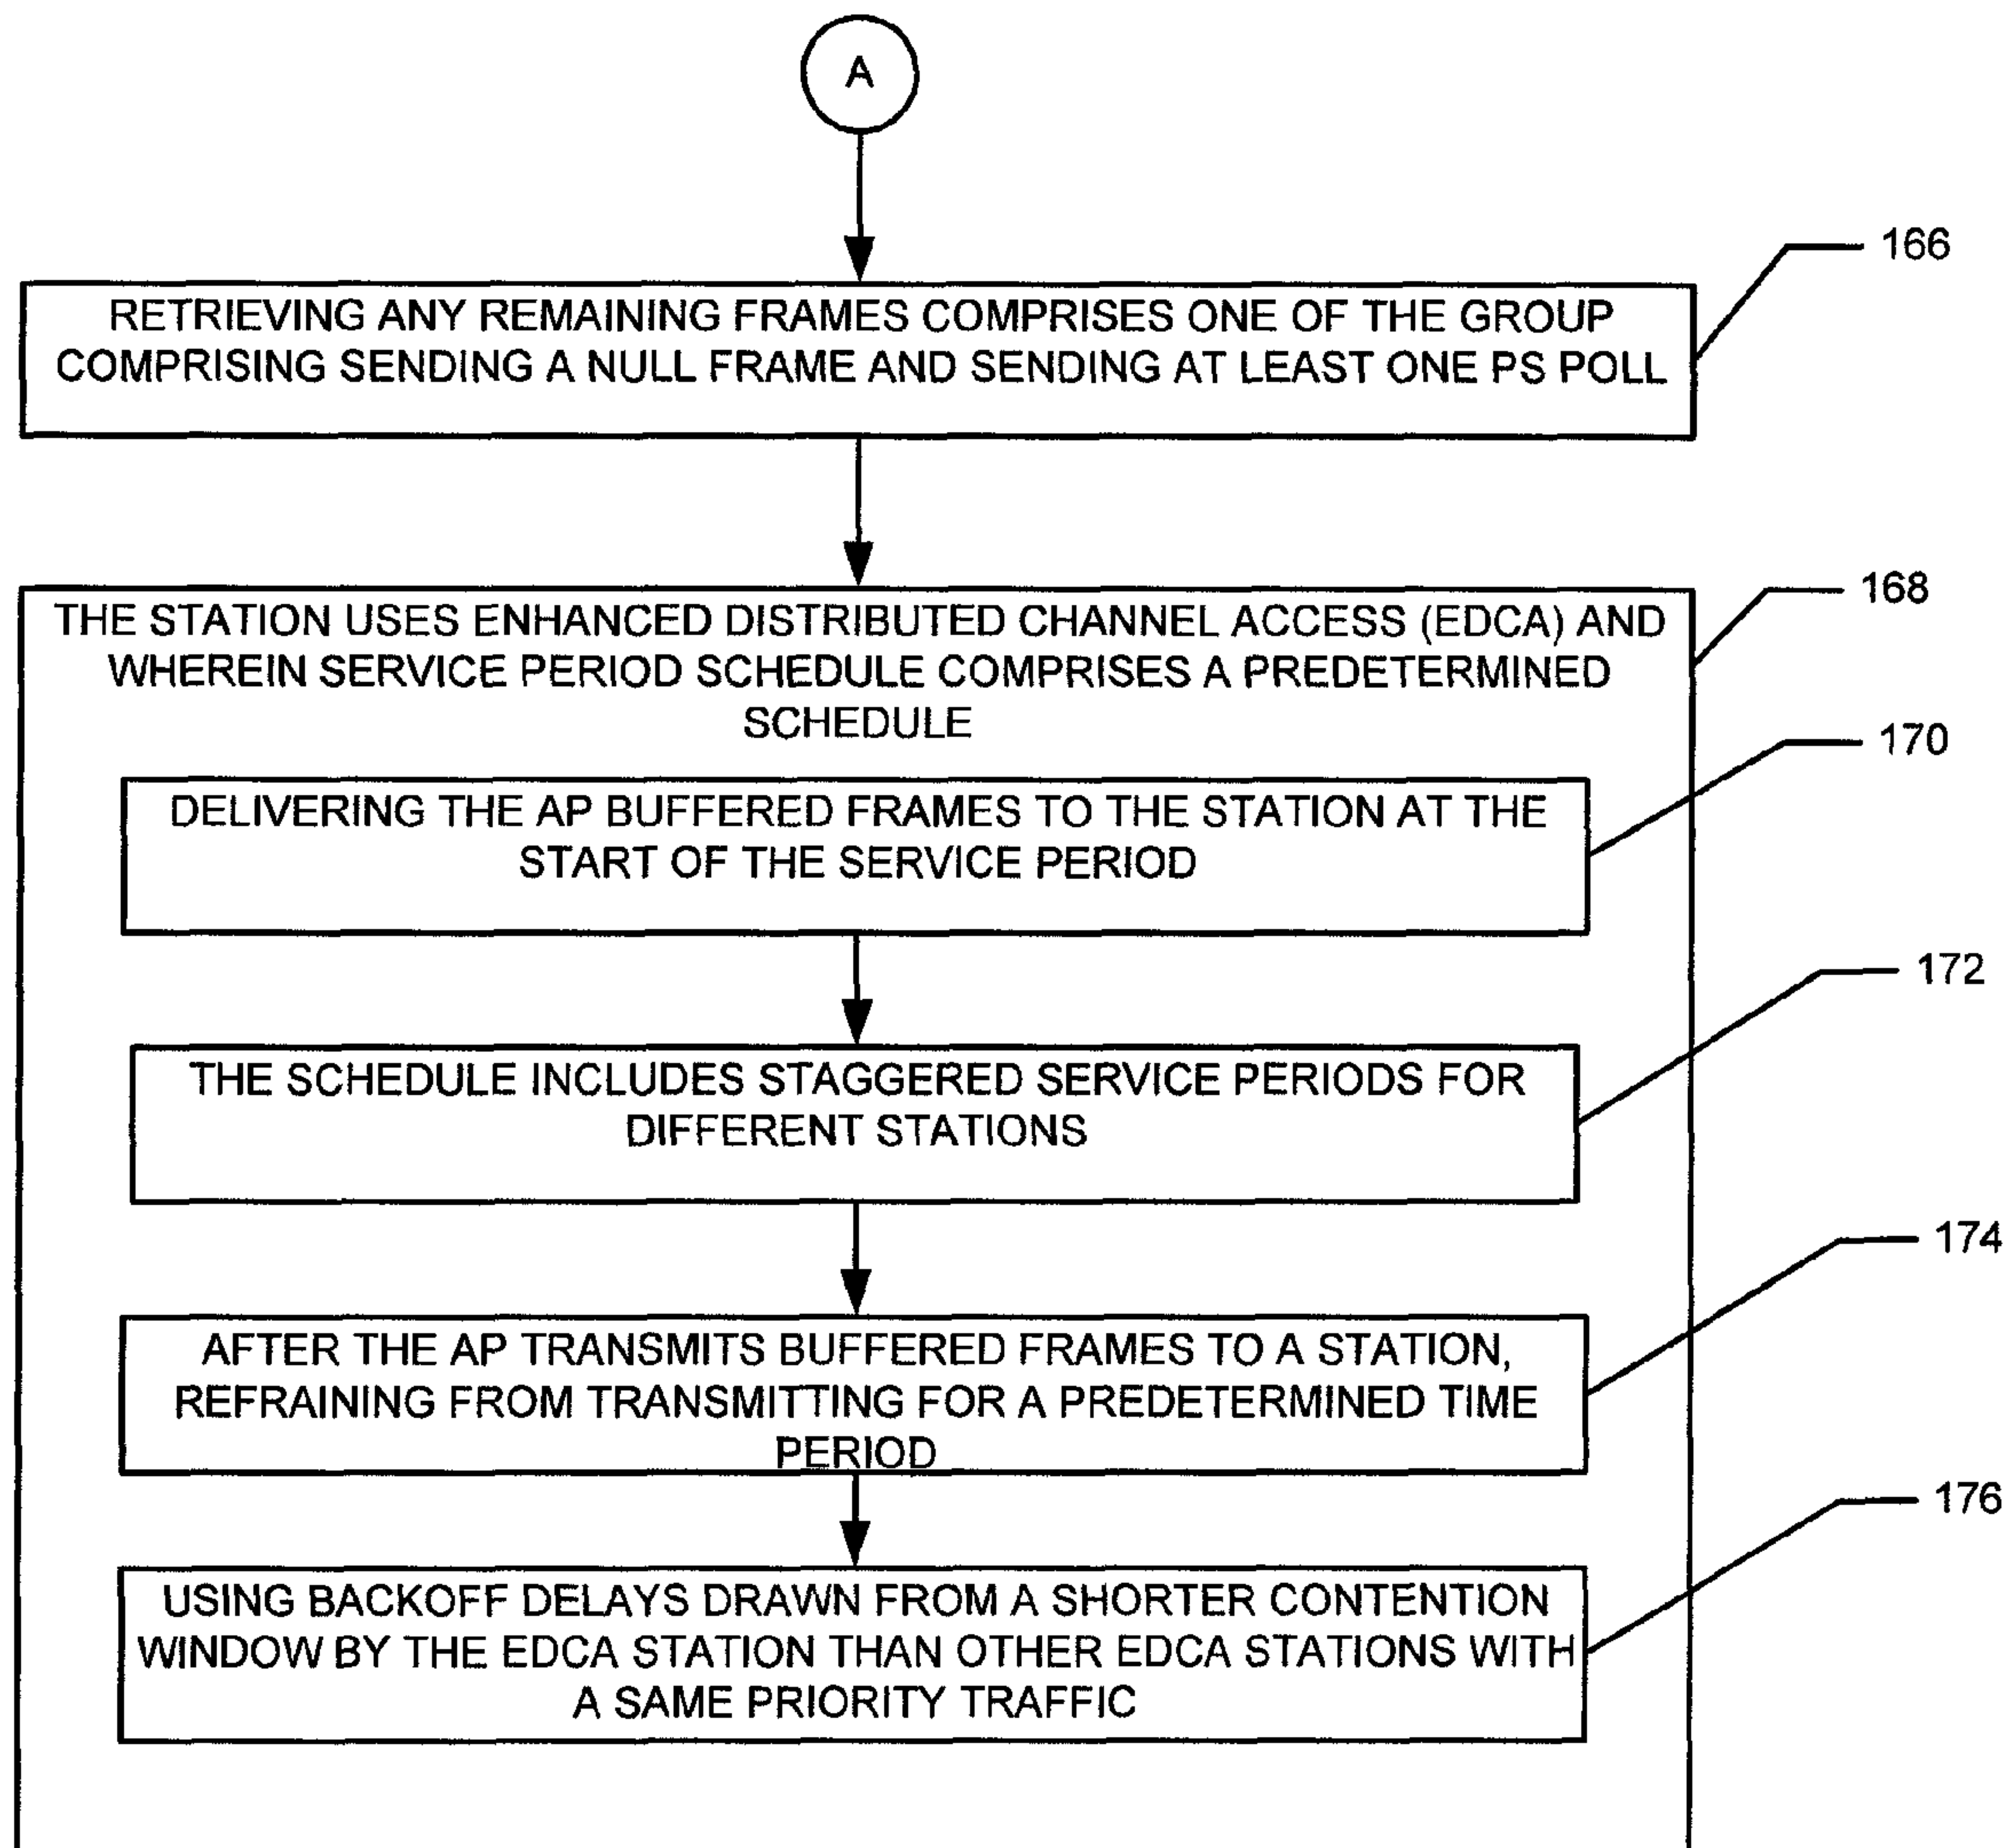 A
166
RETRIEVING ANY REMAINING FRAMES COMPRISES ONE OF THE GROUP
COMPRISING SENDING A NULL FRAME AND SENDING AT LEAST ONE PS POLL
168
THE STATION USES ENHANCED DISTRIBUTED CHANNEL ACCESS (EDCA) AND
WHEREIN SERVICE PERIOD SCHEDULE COMPRISES A PREDETERMINED
SCHEDULE
170
DELIVERING THE AP BUFFERED FRAMES TO THE STATION AT THE
START OF THE SERVICE PERIOD
172
THE SCHEDULE INCLUDES STAGGERED SERVICE PERIODS FOR
DIFFERENT STATIONS
174
AFTER THE AP TRANSMITS BUFFERED FRAMES TO A STATION,
REFRAINING FROM TRANSMITTING FOR A PREDETERMINED TIME
PERIOD
176
USING BACKOFF DELAYS DRAWN FROM A SHORTER CONTENTION
WINDOW BY THE EDCA STATION THAN OTHER EDCA STATIONS WITH
A SAME PRIORITY TRAFFIC